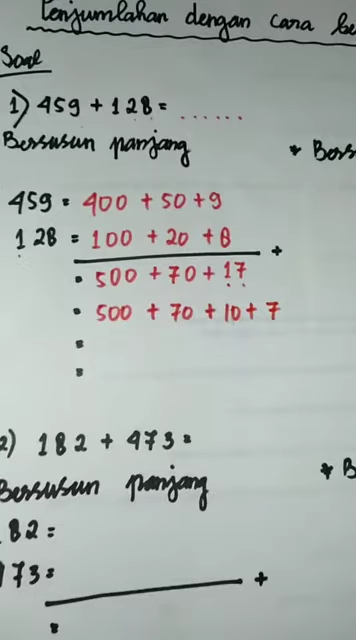 Penjumlahan dengan cara
Soal
1) 459 + 128 = ......
Bersusun panjang
459 = 400 + 50 + 9
128 = 100 + 20 + 8
+
= 500 + 70 + 17
= 500 + 70 + 10 + 7
=
=
2) 182 + 473 =
Bersusun panjang
82 =
73 =
+
=